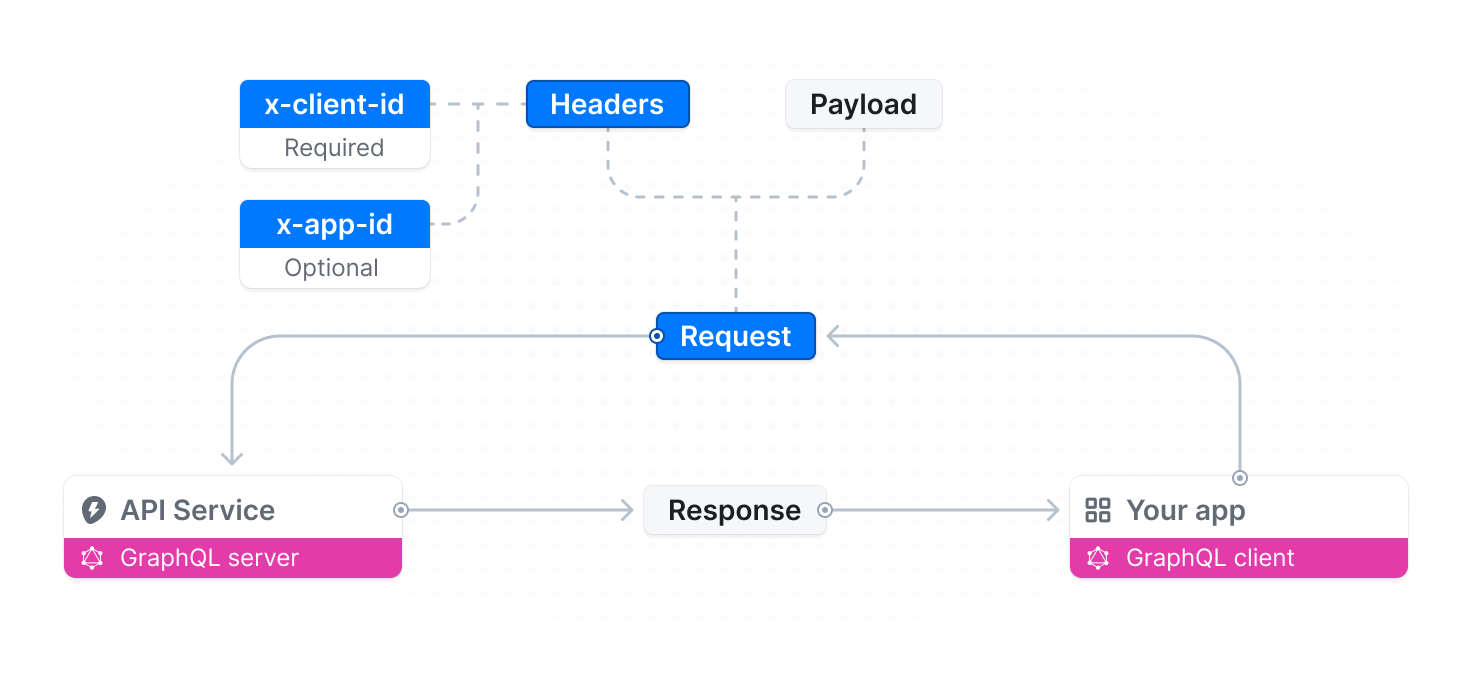 x-client-id
Required
Headers
Payload
x-app-id
Optional
Request
API Service
GraphQL server
Response
Your app
GraphQL client